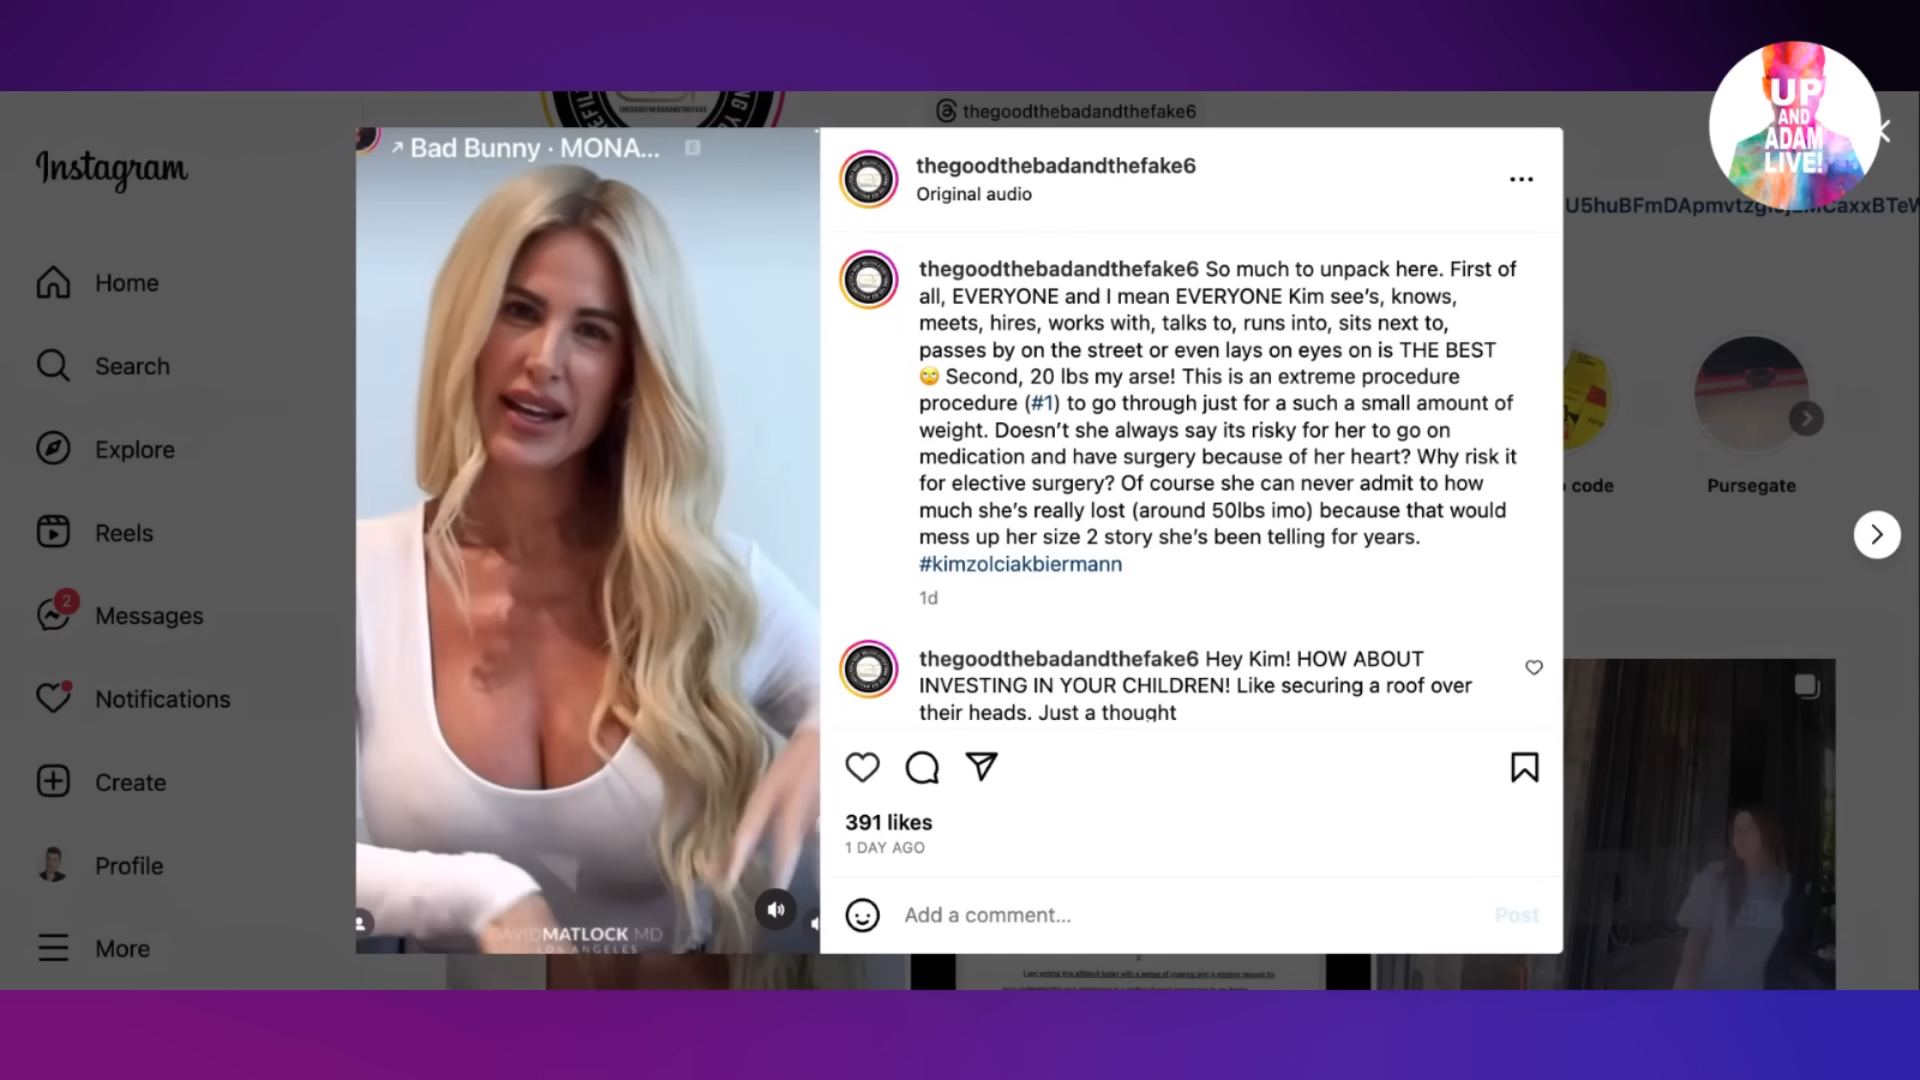 UP
AND
ADAM
LIVE!
thegoodthebadandthefake6
Bad Bunny · MONA...
E
Instagram
Home
Search
Explore
Reels
2
Messages
Notifications
Create
Profile
More
thegoodthebadandthefake6
Original audio
thegoodthebadandthefake6 So much to unpack here. First of
all, EVERYONE and I mean EVERYONE Kim see's, knows,
meets, hires, works with, talks to, runs into, sits next to,
passes by on the street or even lays on eyes on is THE BEST
🙄 Second, 20 lbs my arse! This is an extreme procedure
procedure (#1) to go through just for a such a small amount of
weight. Doesn't she always say its risky for her to go on
medication and have surgery because of her heart? Why risk it
for elective surgery? Of course she can never admit to how
much she's really lost (around 50lbs imo) because that would
mess up her size 2 story she's been telling for years.
#kimzolciakbiermann
1d
thegoodthebadandthefake6 Hey Kim! HOW ABOUT
INVESTING IN YOUR CHILDREN! Like securing a roof over
their heads. Just a thought
391 likes
1 DAY AGO
Add a comment...
Post
DAVIDMATLOCK MD
LOS ANGELES
code
Pursegate